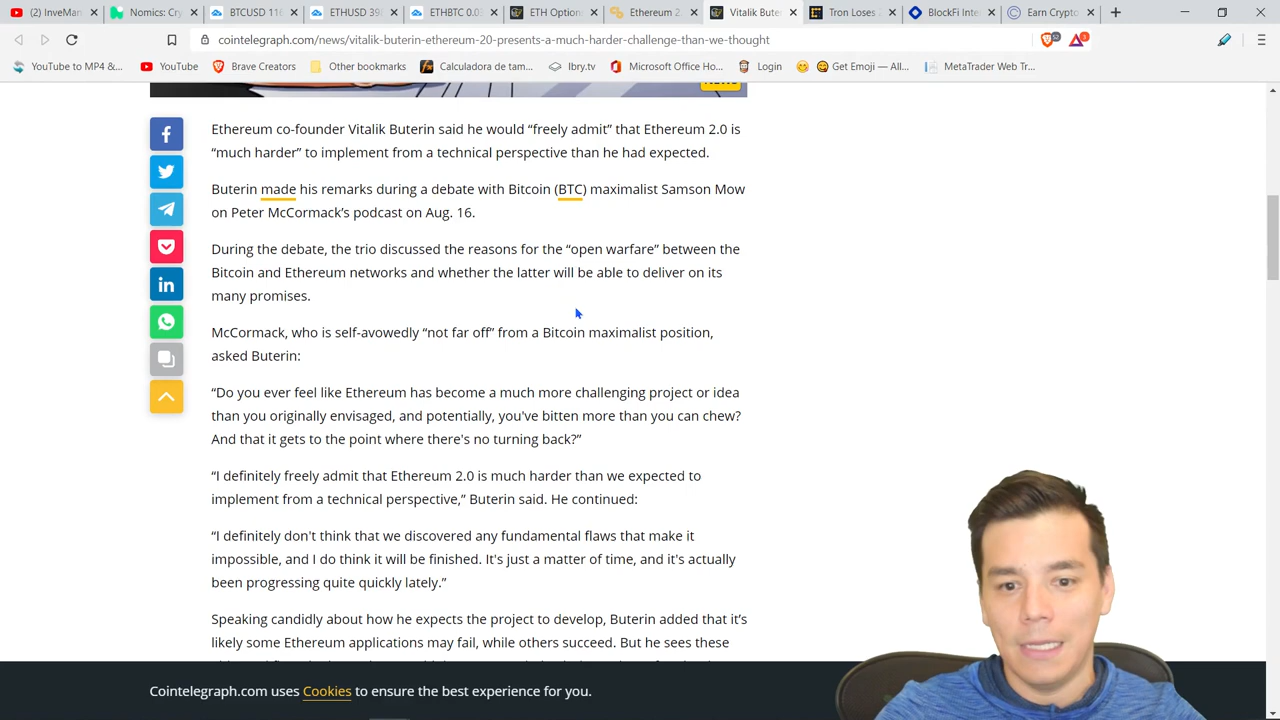 (1) InveMan
Nomics: Cry
BTCUSD 116
ETHUSD 398
ETHBTC 0.03
ETH Option
Ethereum 2.
Vitalik Buter
Tron Loses
BlockFi Inte
Earn Crypto
cointelegraph.com/news/vitalik-buterin-ethereum-20-presents-a-much-harder-challenge-than-we-thought
YouTube to MP4 &...
YouTube
Brave Creators
Other bookmarks
Calculadora de tam...
lbry.tv
Microsoft Office Ho...
Login
Get Emoji — All...
MetaTrader Web Tr...
Ethereum co-founder Vitalik Buterin said he would “freely admit” that Ethereum 2.0 is
“much harder” to implement from a technical perspective than he had expected.
Buterin made his remarks during a debate with Bitcoin (BTC) maximalist Samson Mow
on Peter McCormack’s podcast on Aug. 16.
During the debate, the trio discussed the reasons for the “open warfare” between the
Bitcoin and Ethereum networks and whether the latter will be able to deliver on its
many promises.
McCormack, who is self-avowedly “not far off” from a Bitcoin maximalist position,
asked Buterin:
“Do you ever feel like Ethereum has become a much more challenging project or idea
than you originally envisaged, and potentially, you've bitten more than you can chew?
And that it gets to the point where there's no turning back?”
“I definitely freely admit that Ethereum 2.0 is much harder than we expected to
implement from a technical perspective,” Buterin said. He continued:
“I definitely don't think that we discovered any fundamental flaws that make it
impossible, and I do think it will be finished. It's just a matter of time, and it's actually
been progressing quite quickly lately.”
Speaking candidly about how he expects the project to develop, Buterin added that it’s
likely some Ethereum applications may fail, while others succeed. But he sees these
Cointelegraph.com uses Cookies to ensure the best experience for you.